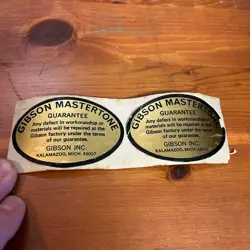 GIBSON MASTERTONE
GUARANTEE
Any defect in workmanship or
materials will be repaired at the
Gibson factory under the terms
of our guarantee.
GIBSON INC.
KALAMAZOO, MICH. 49007
GIBSON MASTERTONE
GUARANTEE
Any defect in workmanship or
materials will be repaired at the
Gibson factory under the terms
of our guarantee.
GIBSON INC.
KALAMAZOO, MICH. 49007